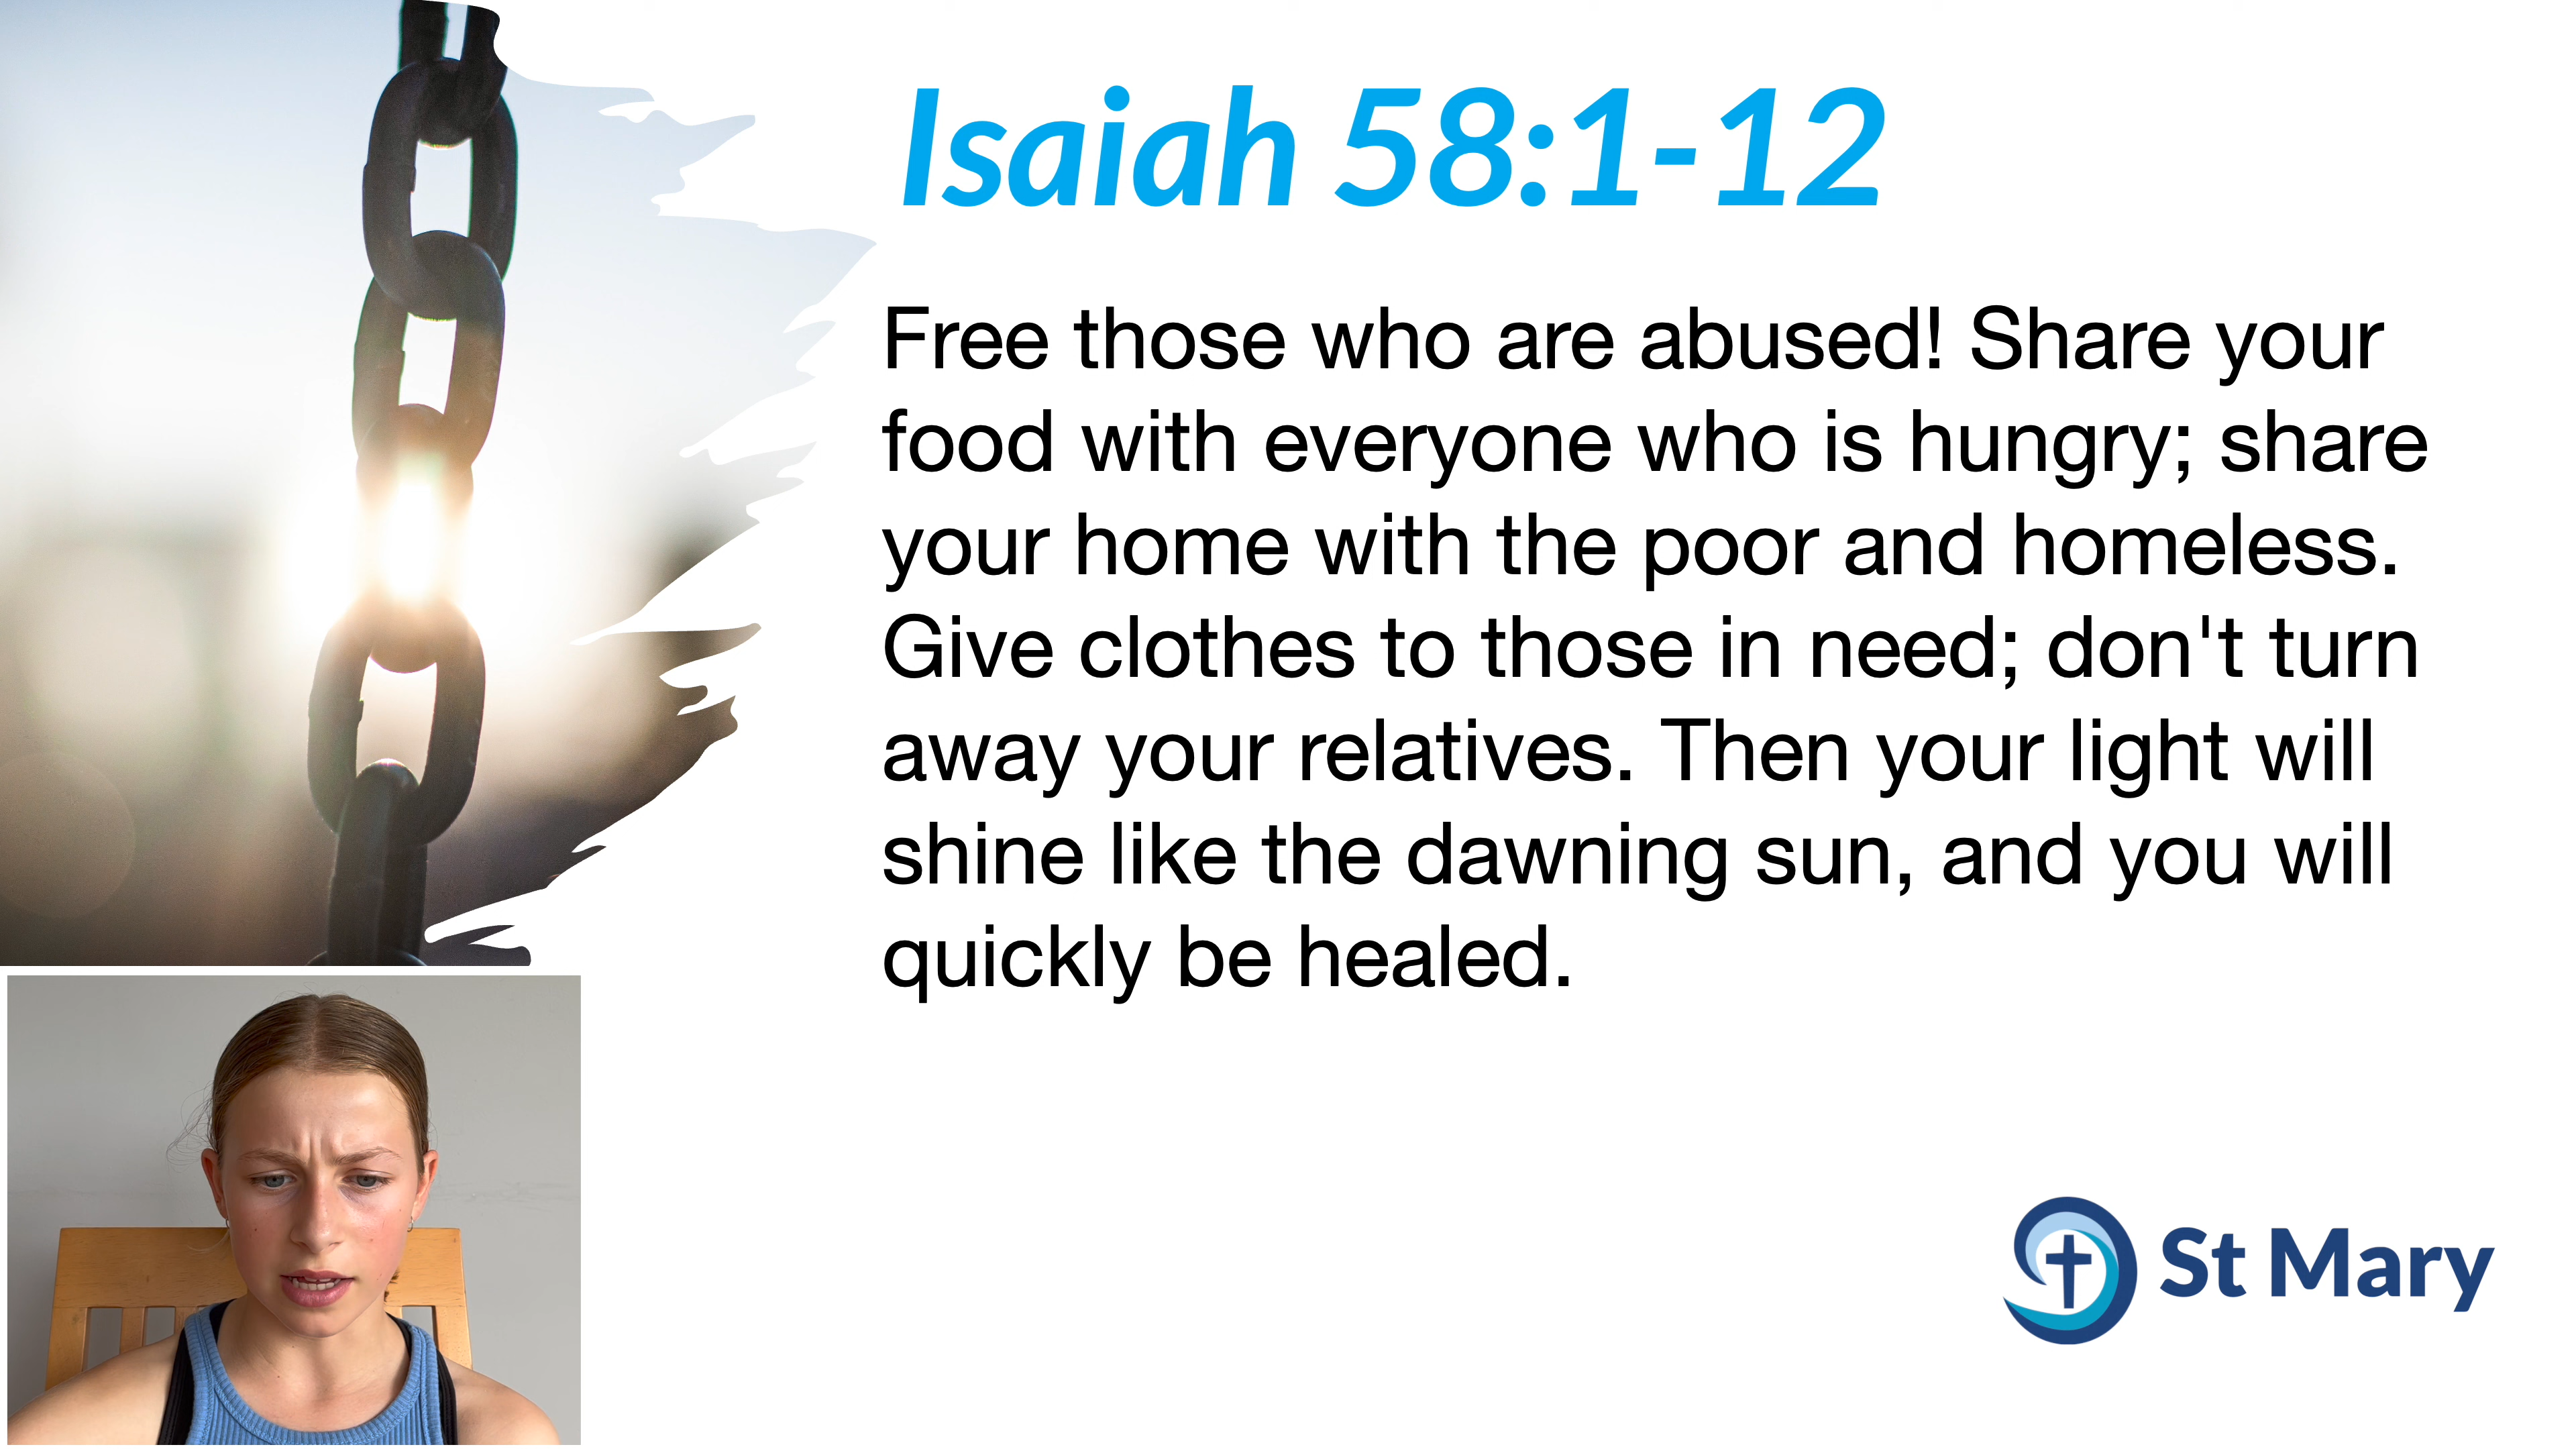 Isaiah 58:1-12
Free those who are abused! Share your
food with everyone who is hungry; share
your home with the poor and homeless.
Give clothes to those in need; don't turn
away your relatives. Then your light will
shine like the dawning sun, and you will
quickly be healed.
St Mary